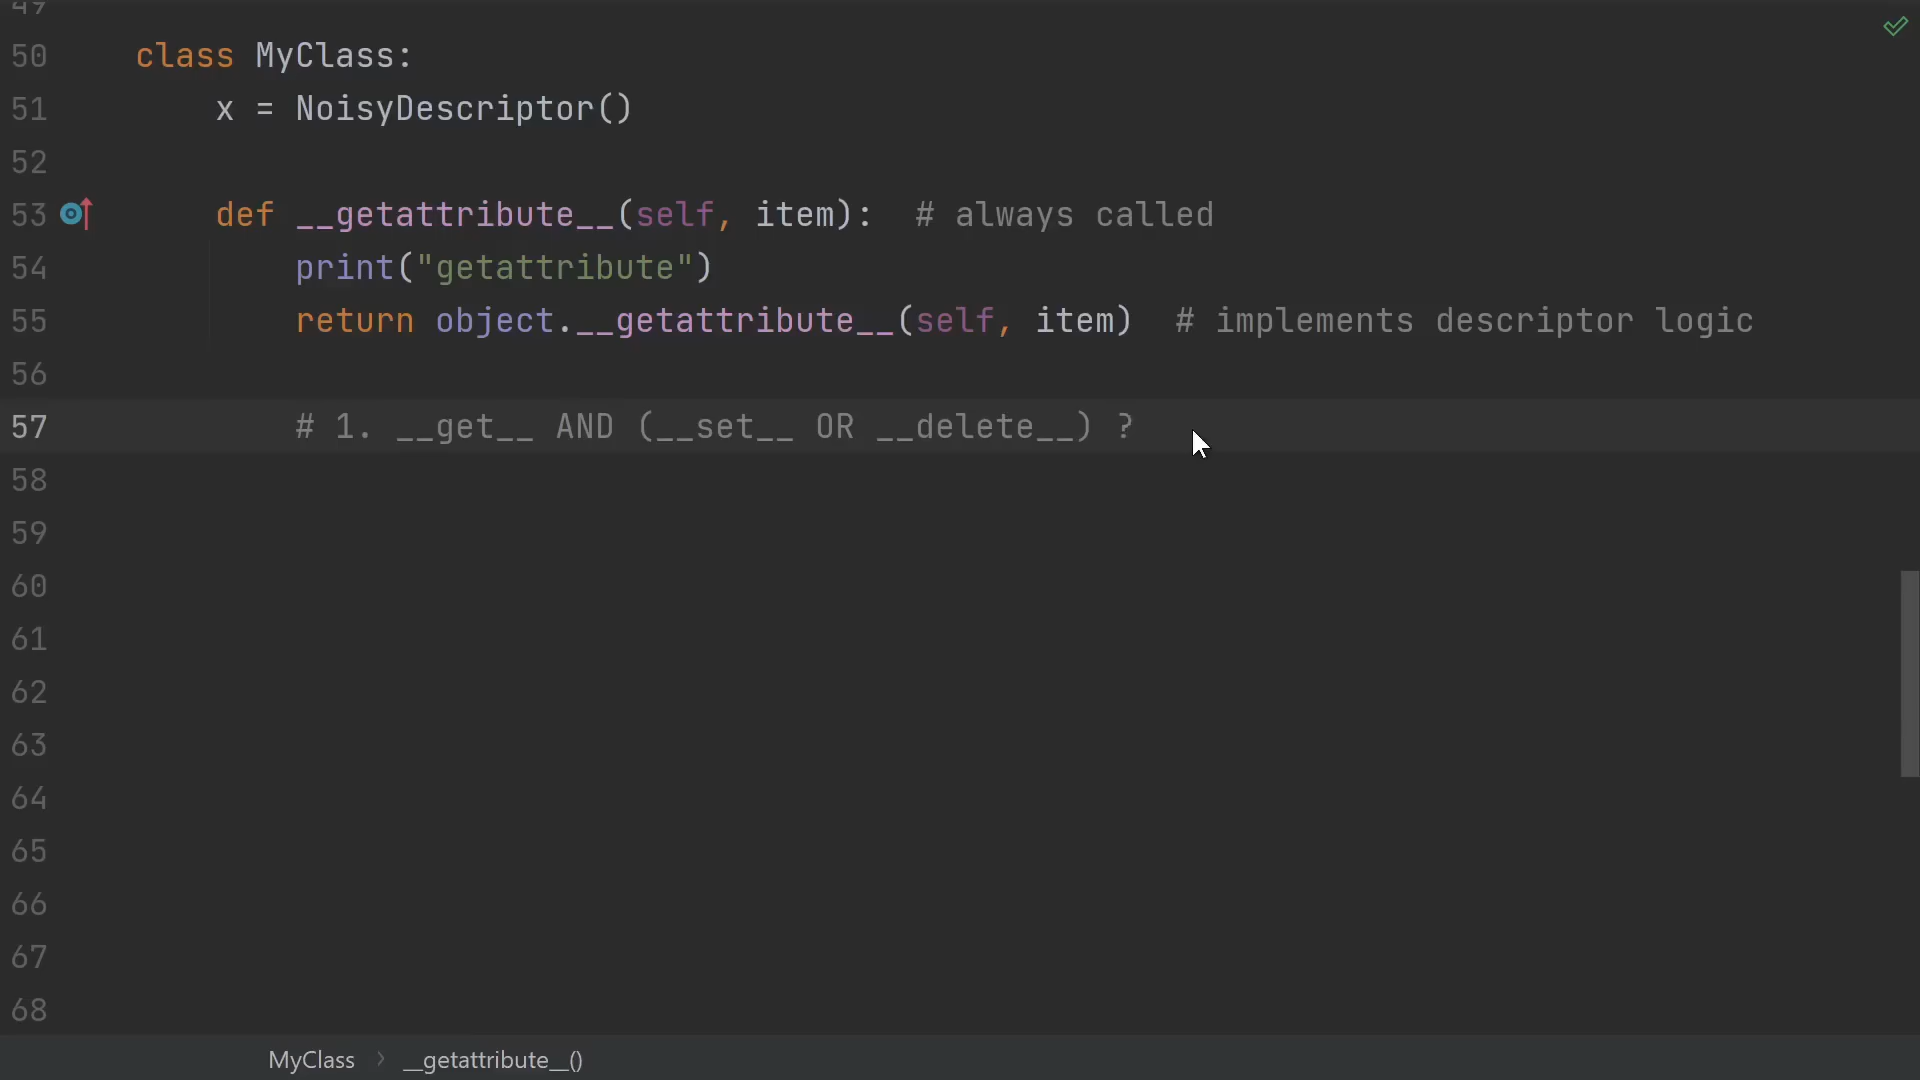 49
50 class MyClass:
51 x = NoisyDescriptor()
52
53 def __getattribute__(self, item):  # always called
54 print("getattribute")
55 return object.__getattribute__(self, item)  # implements descriptor logic
56
57 # 1. __get__ AND (__set__ OR __delete__) ?
58
59
60
61
62
63
64
65
66
67
68
MyClass > __getattribute__()